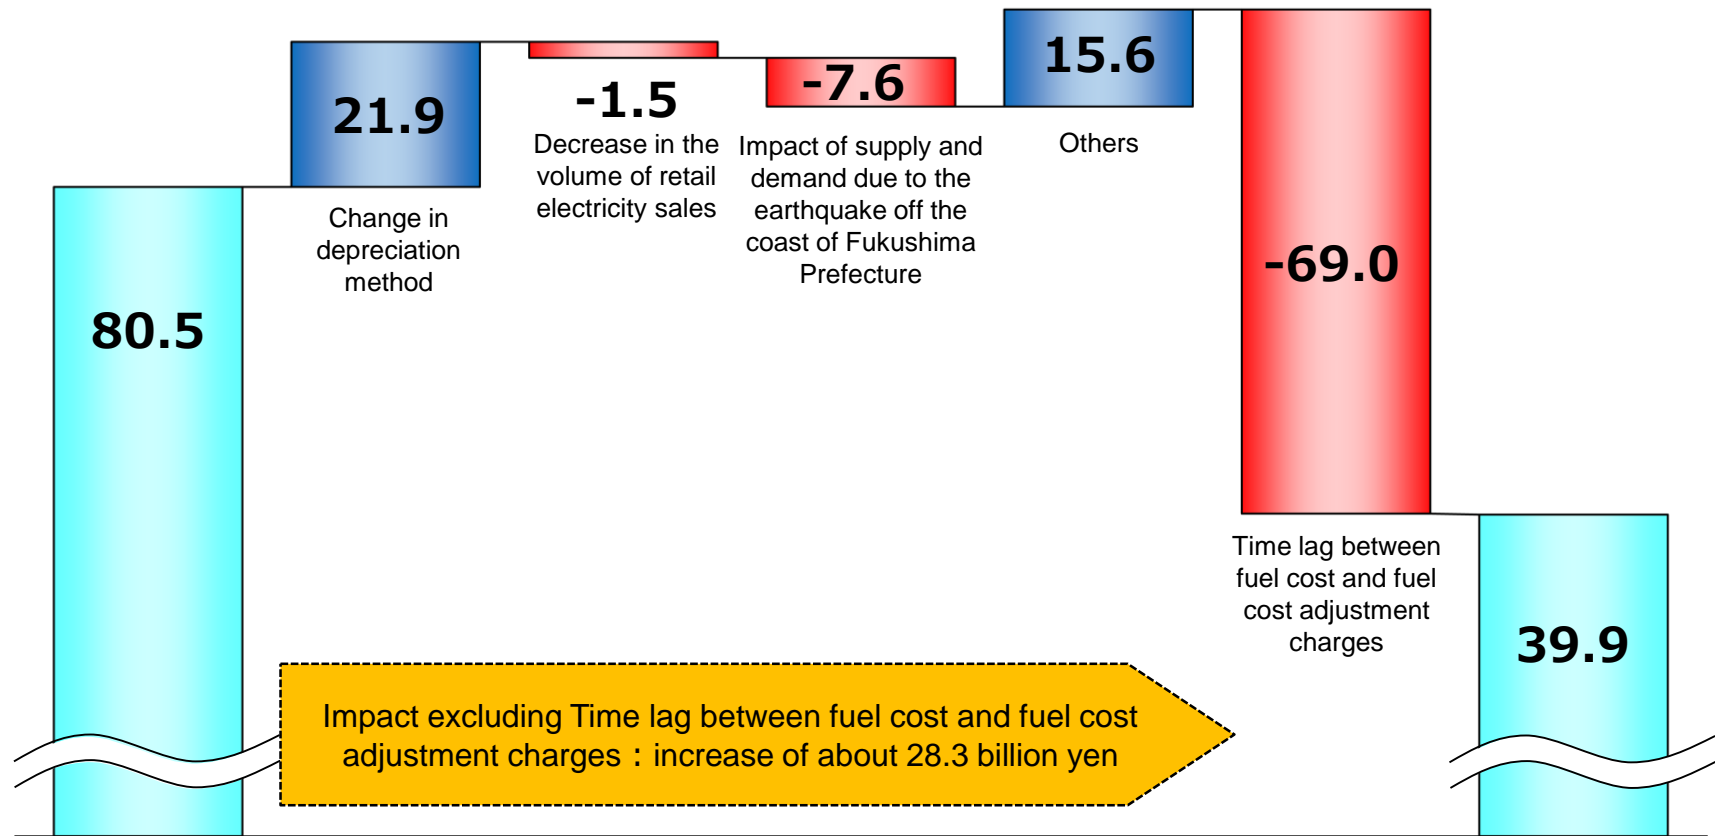 80.5
21.9
Change in
depreciation
method
-1.5
Decrease in the
volume of retail
electricity sales
-7.6
Impact of supply and
demand due to the
earthquake off the
coast of Fukushima
Prefecture
15.6
Others
-69.0
Time lag between
fuel cost and fuel
cost adjustment
charges
39.9
Impact excluding Time lag between fuel cost and fuel cost
adjustment charges：increase of about 28.3 billion yen